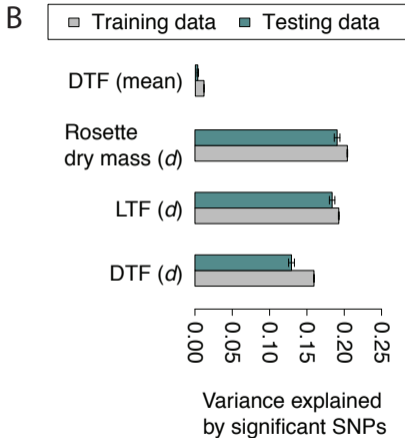 B
Training data Testing data
DTF (mean)
Rosette
dry mass (d)
LTF (d)
DTF (d)
0.00 0.05 0.10 0.15 0.20 0.25
Variance explained
by significant SNPs